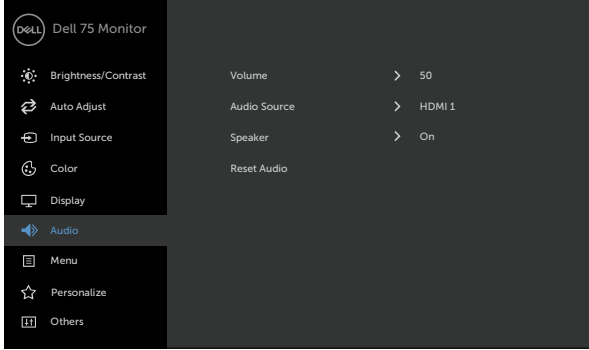 DELL Dell 75 Monitor
Brightness/Contrast
Auto Adjust
Input Source
Color
Display
Audio
Menu
Personalize
Others
Volume 50
Audio Source HDMI 1
Speaker On
Reset Audio